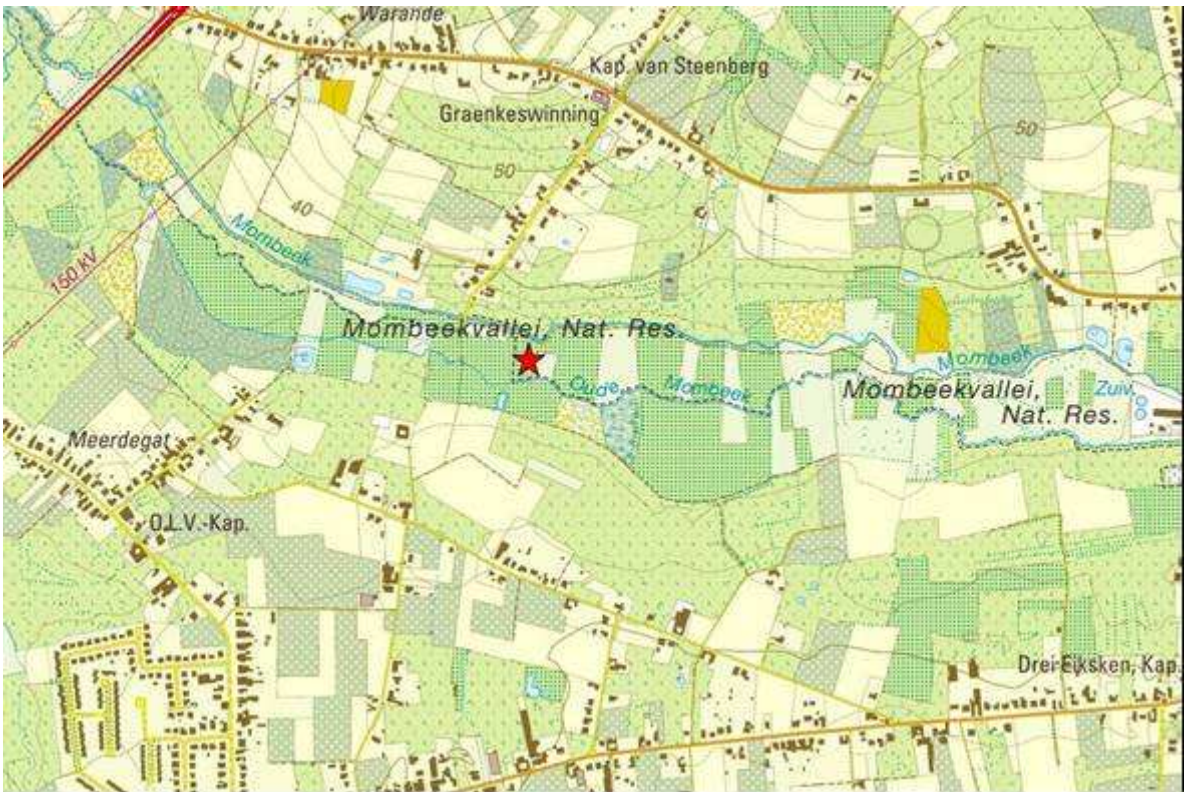 Warande
Kap. van Steenberg
Graenkeswinning
50
50
40
Mombeek
150 kV
Mombeekvallei, Nat. Res.
Mombeek
Oude Mombeek
Mombeekvallei,
Nat. Res.
Zuiv.
Meerdegat
O.L.V.-Kap.
Drei Eiksken, Kap.